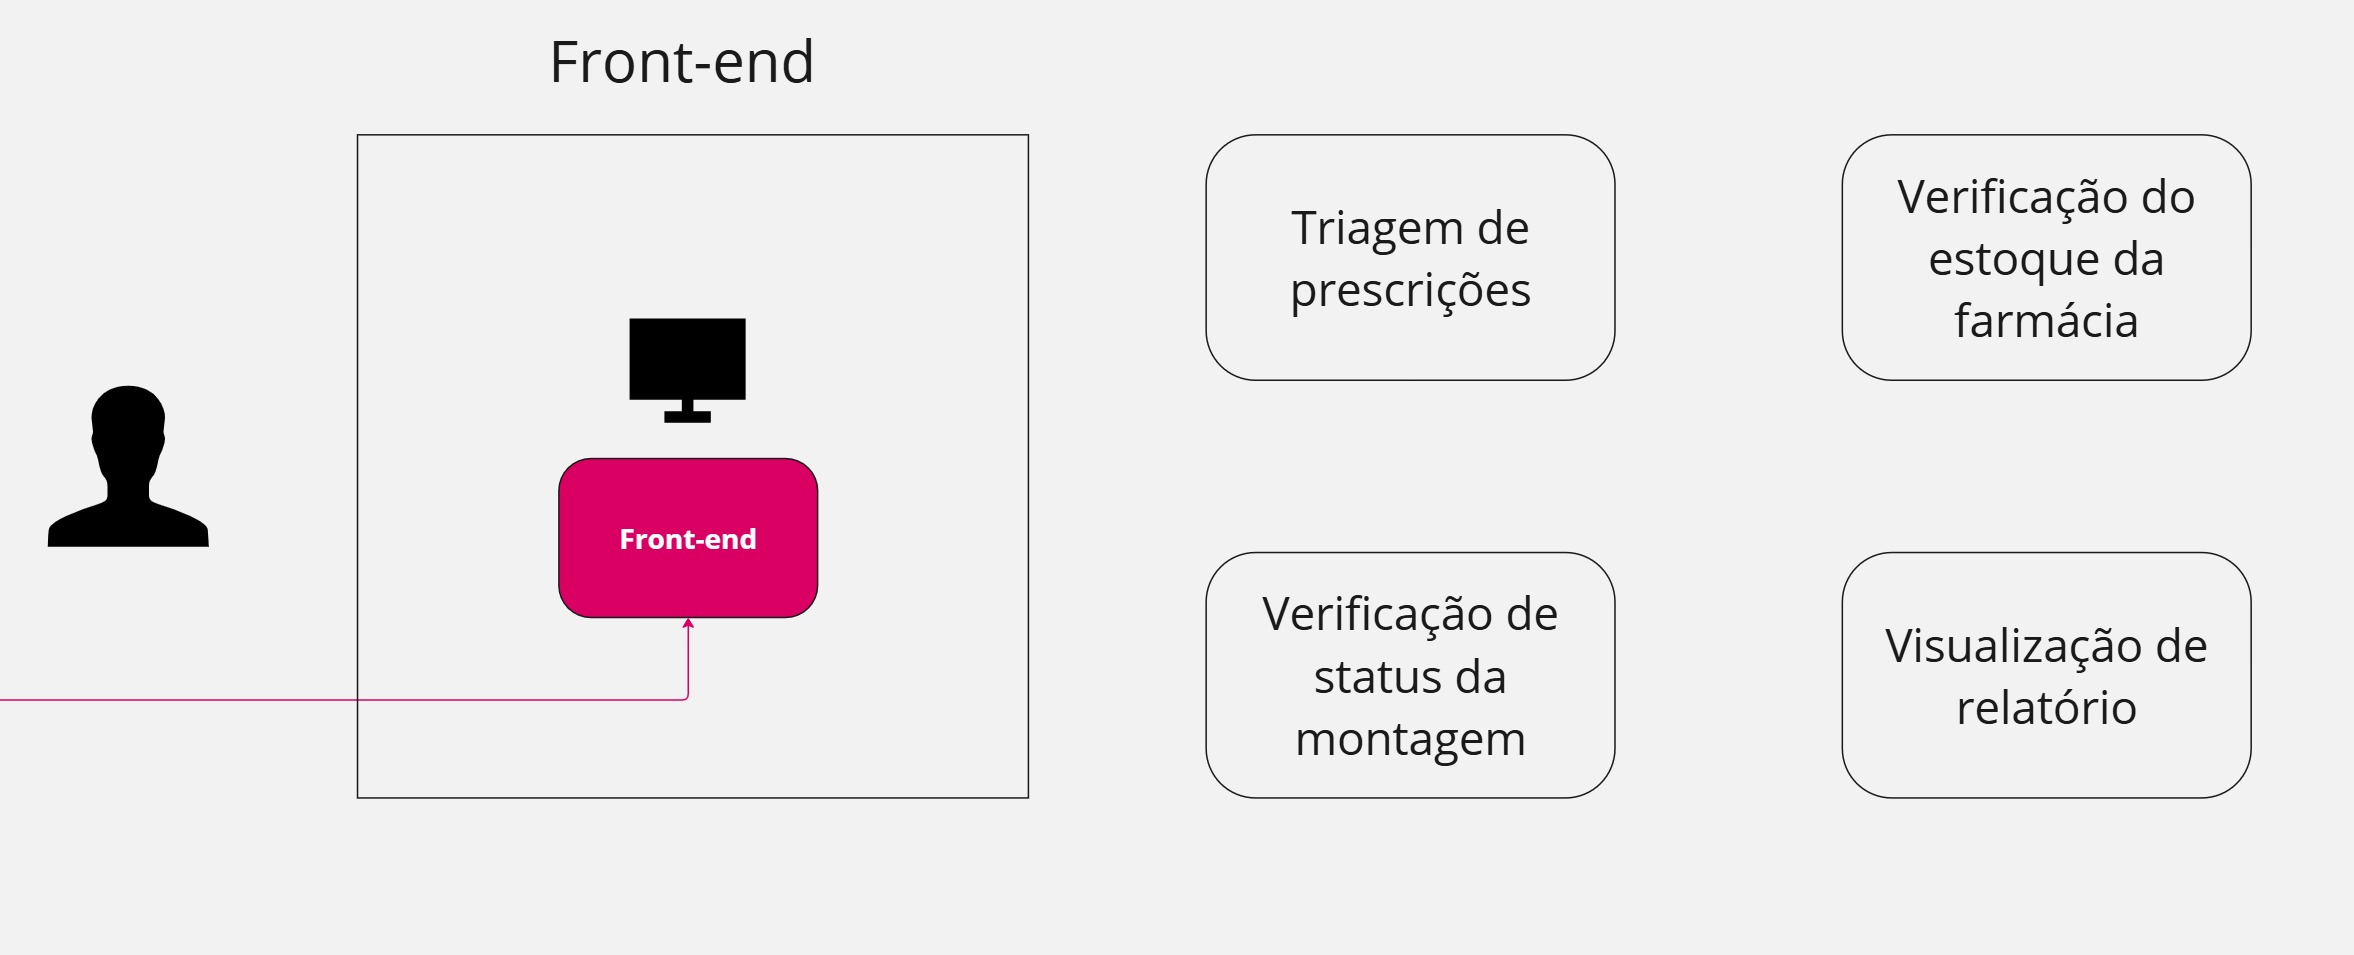 Front-end
Front-end
Triagem de
prescrições
Verificação do
estoque da
farmácia
Verificação de
status da
montagem
Visualização de
relatório